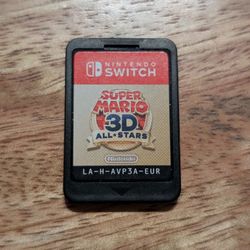 NINTENDO
SWITCH
SUPER
MARIO
3D
ALL★STARS
Nintendo
LA-H-AVP3A-EUR